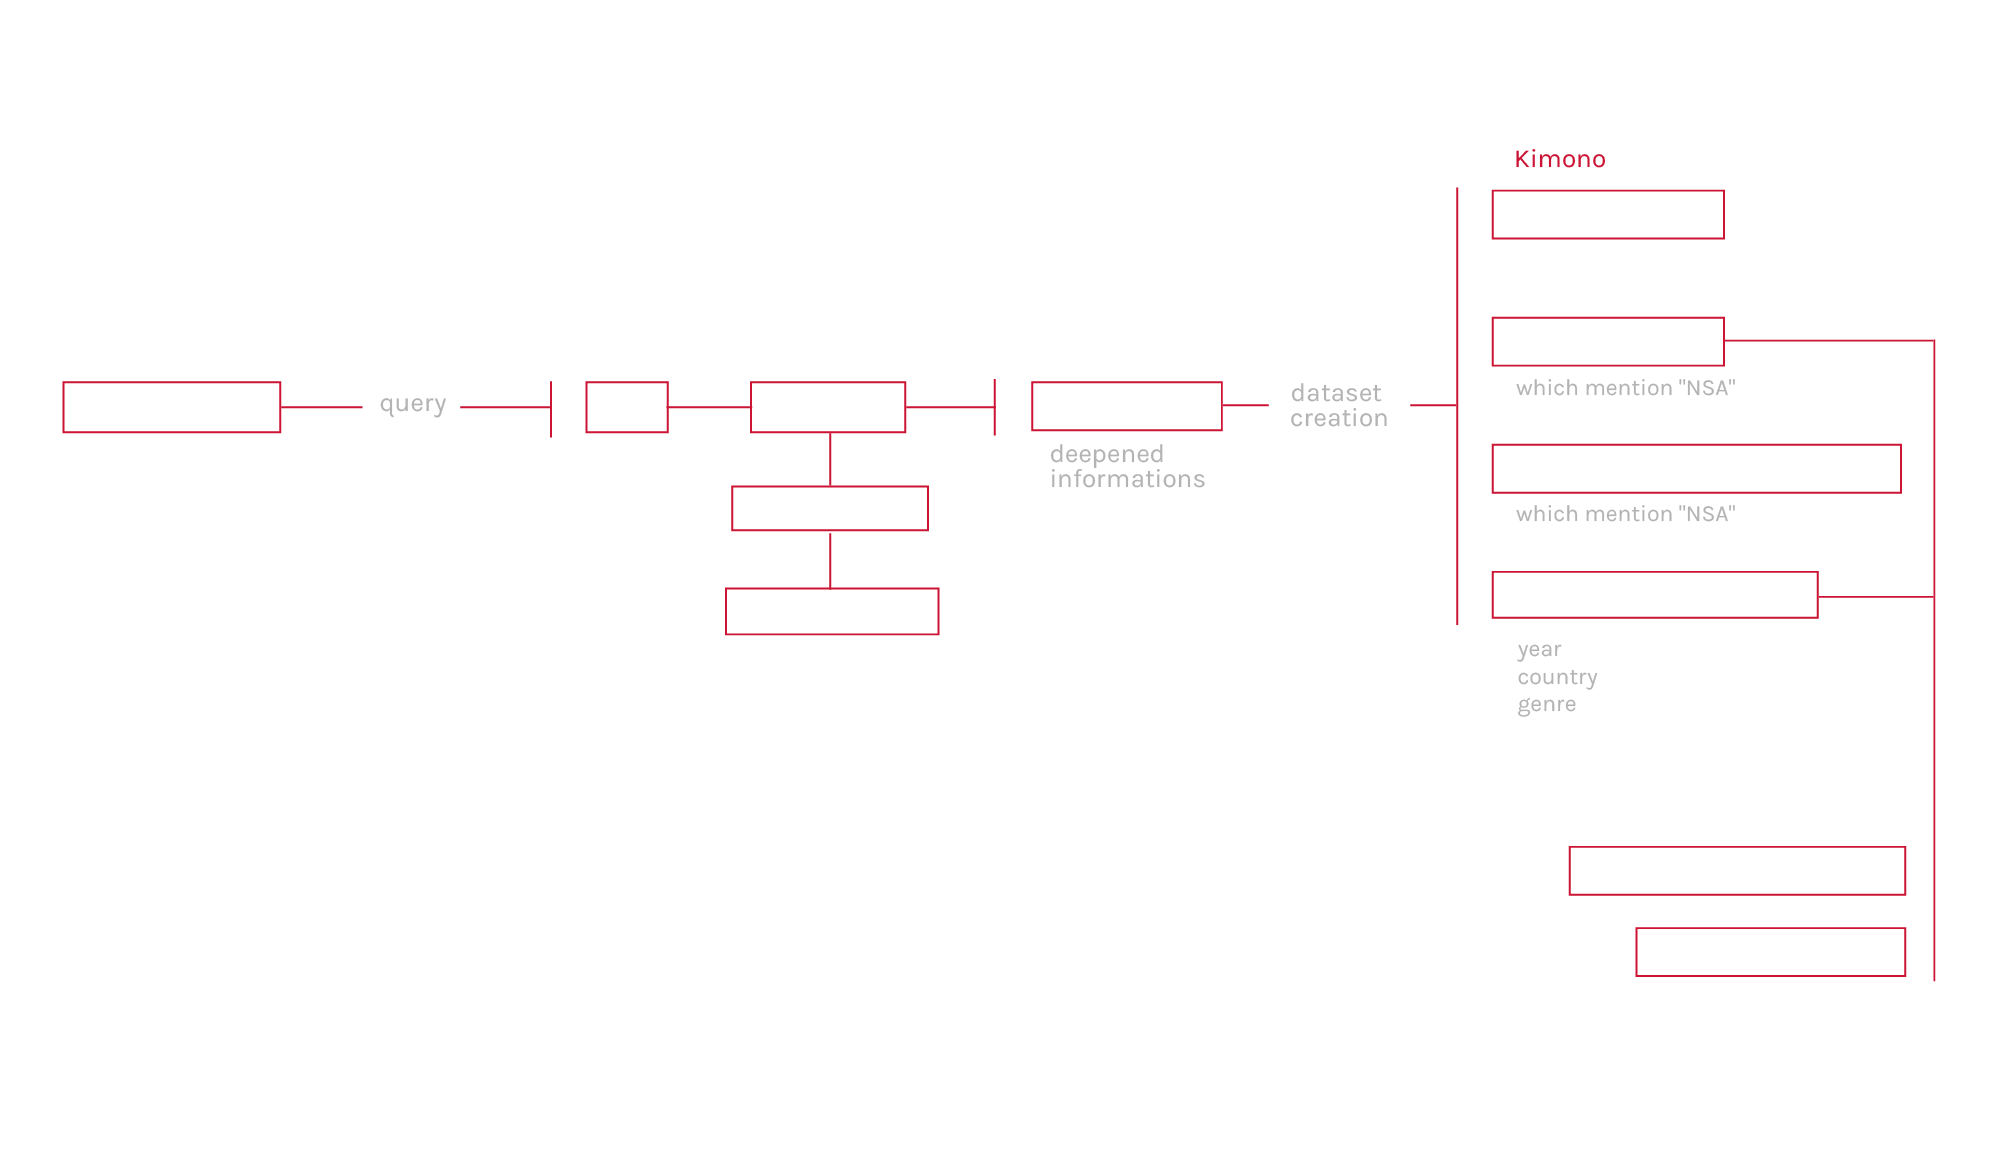 Kimono
query
deepened
informations
dataset
creation
which mention "NSA"
which mention "NSA"
year
country
genre